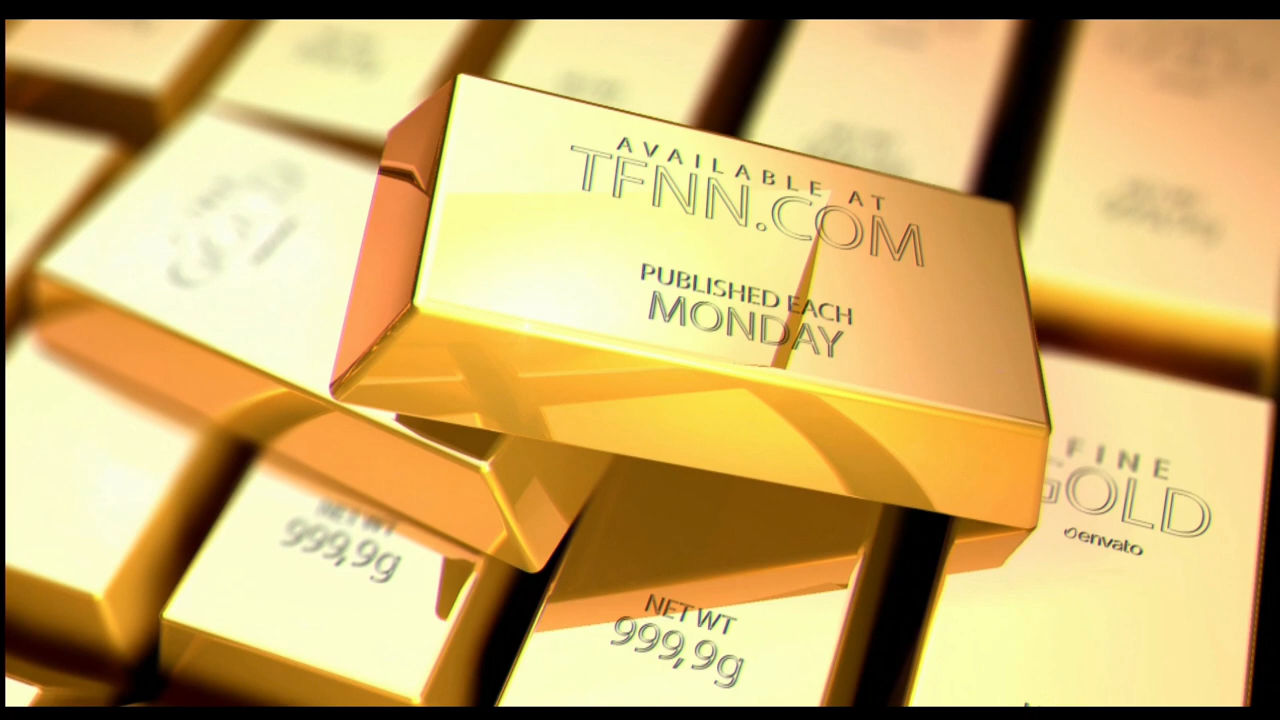 AVAILABLE AT
TFNN.COM
PUBLISHED EACH
MONDAY
FINE
GOLD
envato
NET WT
999,9g
NET WT
999,9g